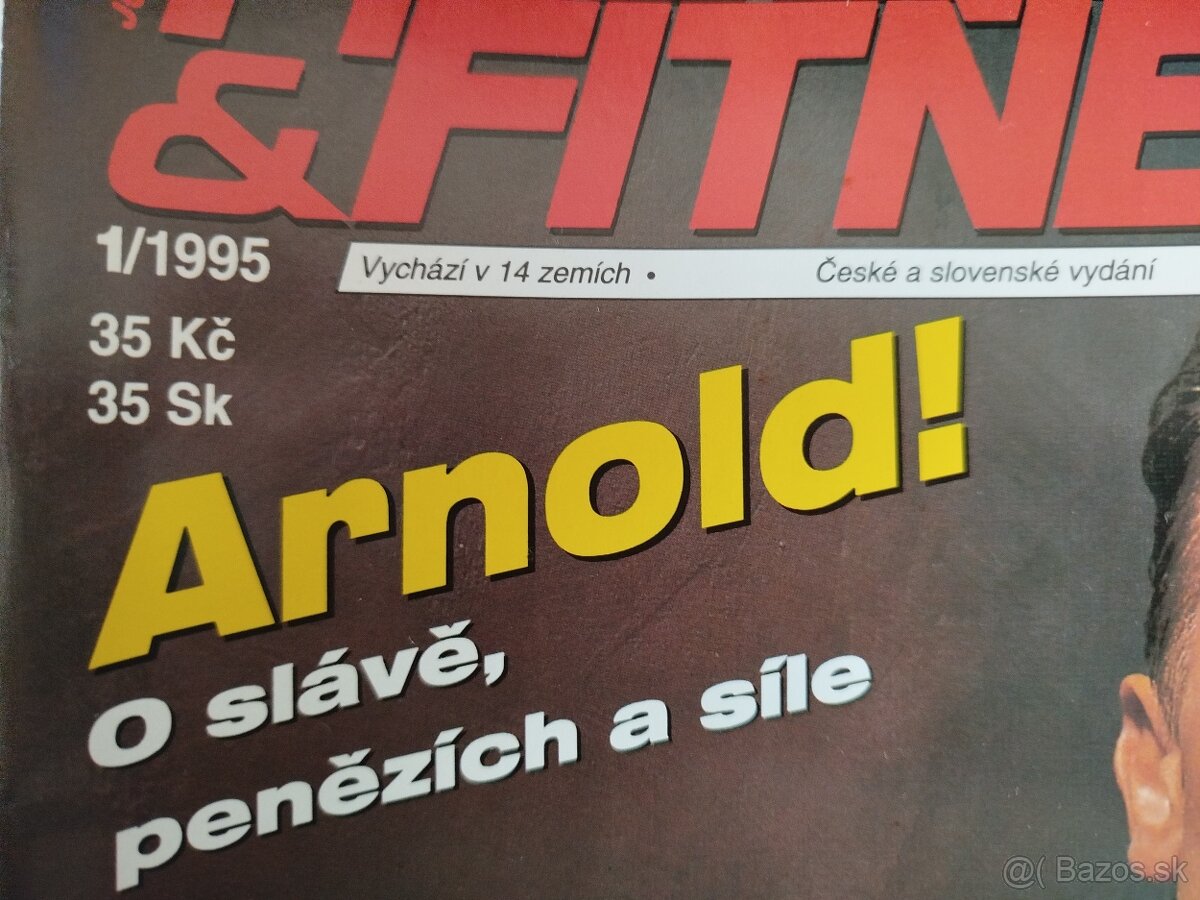 & FITNE
1/1995
Vychází v 14 zemích • České a slovenské vydání
35 Kč
35 Sk
Arnold!
O slávě,
penězích a síle
@( Bazos.sk